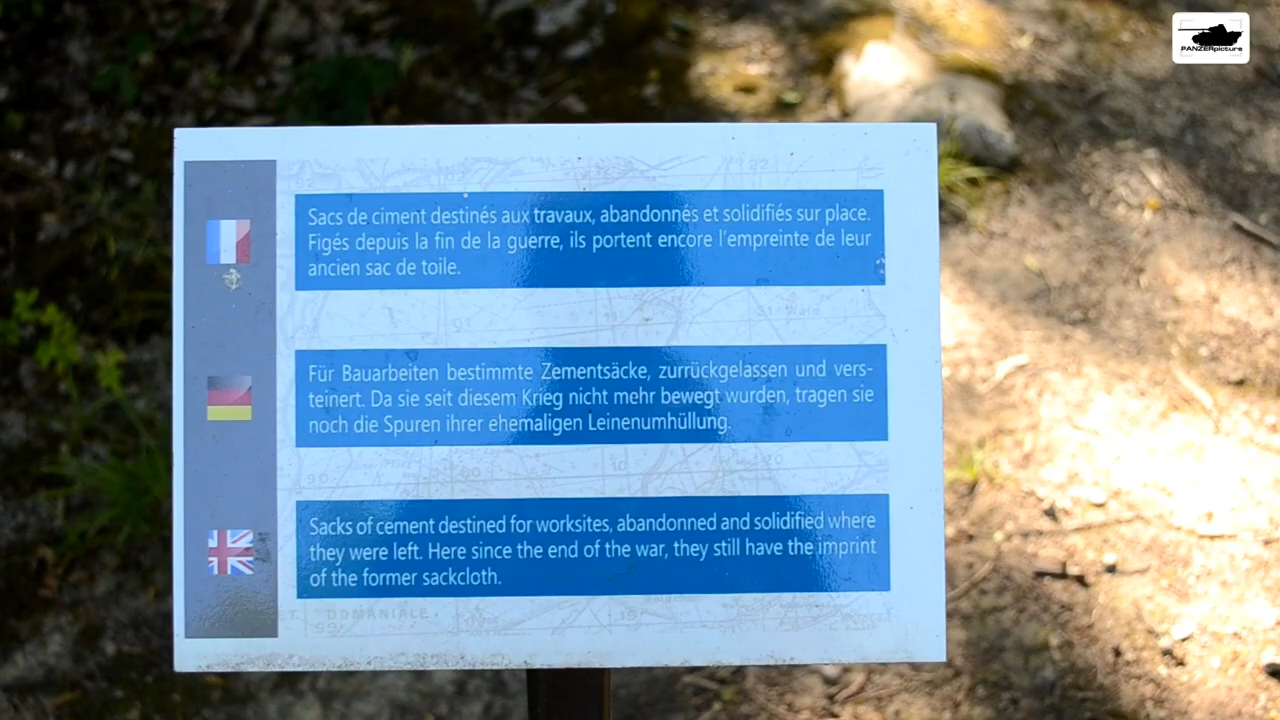 PANZERpicture
Sacs de ciment destinés aux travaux, abandonnés et solidifiés sur place.
Figés depuis la fin de la guerre, ils portent encore l'empreinte de leur
ancien sac de toile.
Für Bauarbeiten bestimmte Zementsäcke, zurrückgelassen und vers-
teinert. Da sie seit diesem Krieg nicht mehr bewegt wurden, tragen sie
noch die Spuren ihrer ehemaligen Leinenumhüllung.
Sacks of cement destined for worksites, abandonned and solidified where
they were left. Here since the end of the war, they still have the imprint
of the former sackcloth.
DOMANIALE